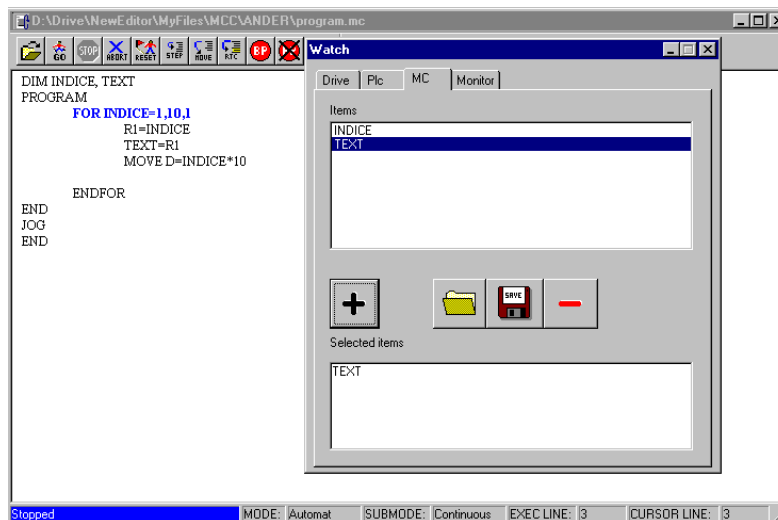 D:\Drive\NewEditor\MyFiles\MCC\ANDER\program.mc
GO STOP ABORT RESET STEP MOVE RTC BP
DIM INDICE, TEXT
PROGRAM
FOR INDICE=1,10,1
R1=INDICE
TEXT=R1
MOVE D=INDICE*10
ENDFOR
END
JOG
END
Watch
Drive Plc MC Monitor
Items
INDICE
TEXT
SAVE
Selected items
TEXT
Stopped MODE: Automat SUBMODE: Continuous EXEC LINE: 3 CURSOR LINE: 3